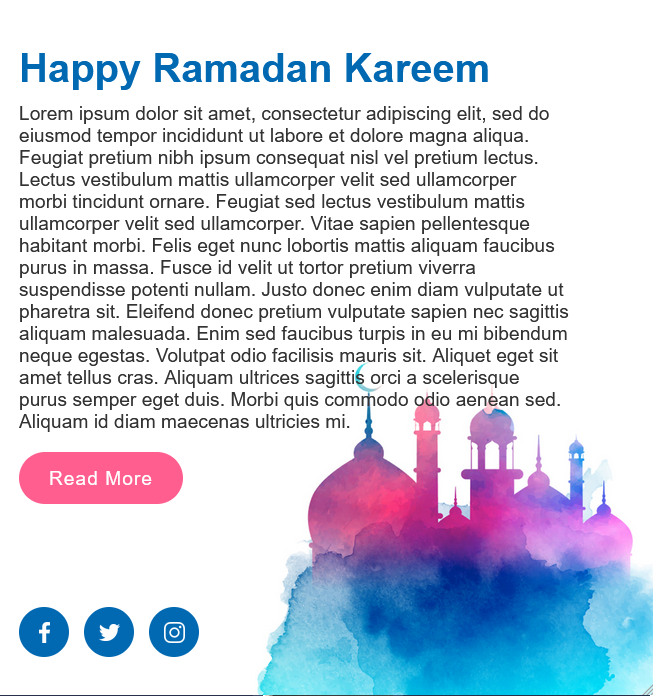 Happy Ramadan Kareem
Lorem ipsum dolor sit amet, consectetur adipiscing elit, sed do
eiusmod tempor incididunt ut labore et dolore magna aliqua.
Feugiat pretium nibh ipsum consequat nisl vel pretium lectus.
Lectus vestibulum mattis ullamcorper velit sed ullamcorper
morbi tincidunt ornare. Feugiat sed lectus vestibulum mattis
ullamcorper velit sed ullamcorper. Vitae sapien pellentesque
habitant morbi. Felis eget nunc lobortis mattis aliquam faucibus
purus in massa. Fusce id velit ut tortor pretium viverra
suspendisse potenti nullam. Justo donec enim diam vulputate ut
pharetra sit. Eleifend donec pretium vulputate sapien nec sagittis
aliquam malesuada. Enim sed faucibus turpis in eu mi bibendum
neque egestas. Volutpat odio facilisis mauris sit. Aliquet eget sit
amet tellus cras. Aliquam ultrices sagittis orci a scelerisque
purus semper eget duis. Morbi quis commodo odio aenean sed.
Aliquam id diam maecenas ultricies mi.
Read More